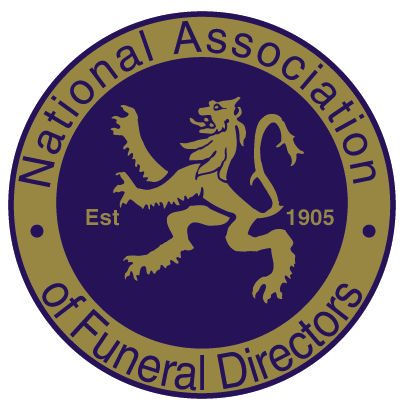 National Association
Est 1905
of Funeral Directors